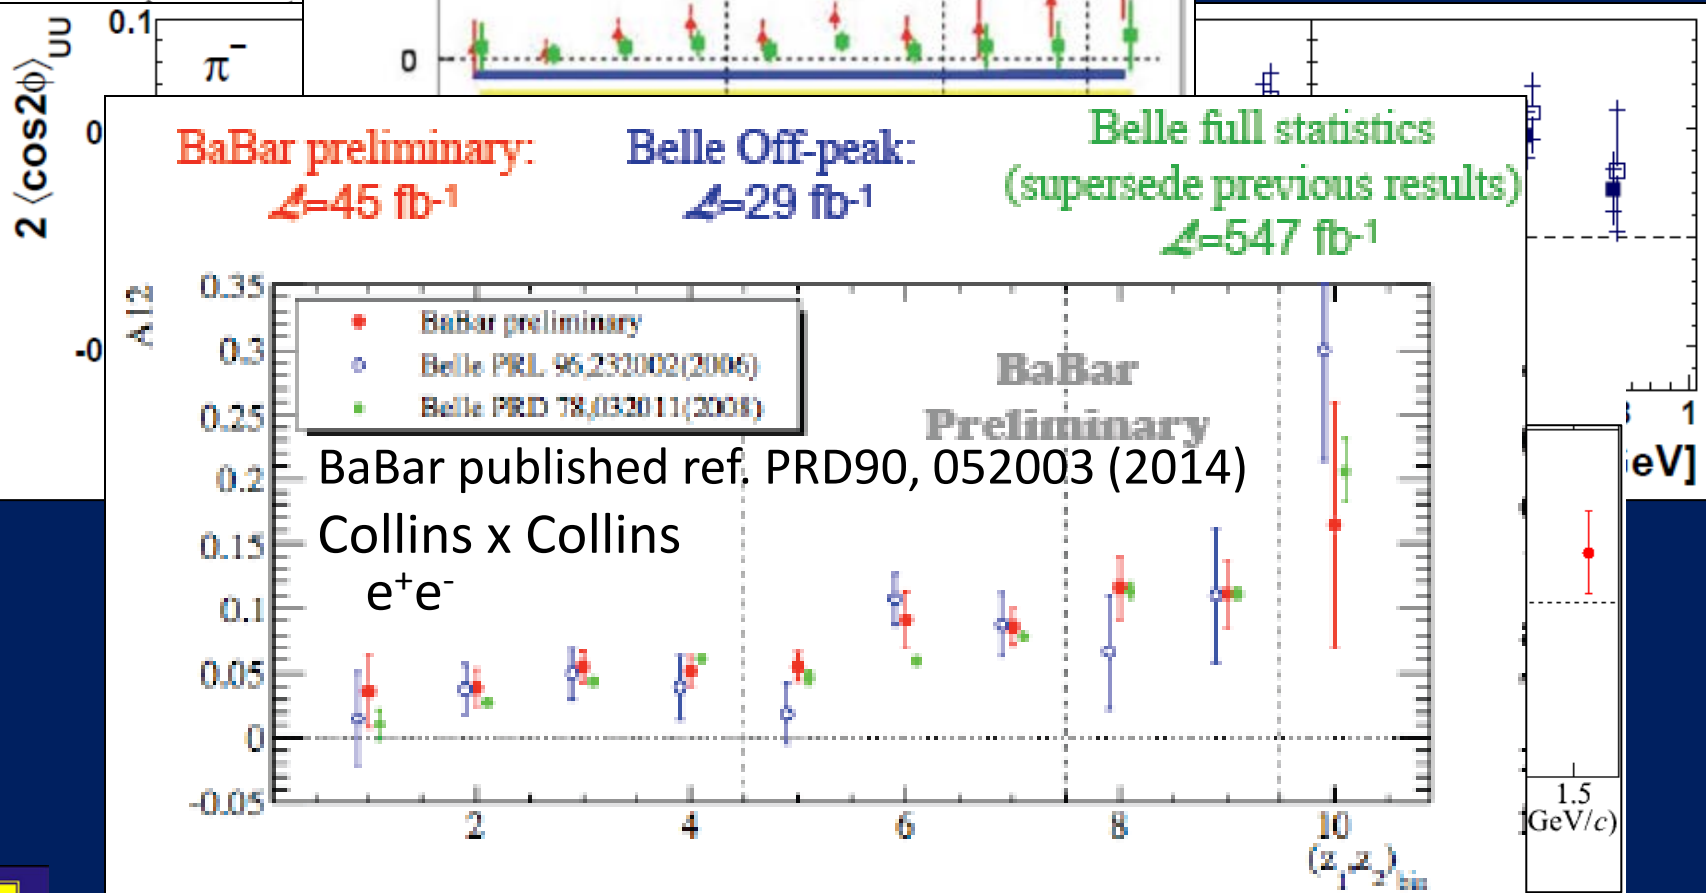 2 ⟨cos2ϕ⟩UU
0.1
π-
0
-0
0
BaBar preliminary:
ℒ=45 fb-1
Belle Off-peak:
ℒ=29 fb-1
Belle full statistics
(supersede previous results)
ℒ=547 fb-1
A12
0.35
0.3
0.25
0.2
0.15
0.1
0.05
0
-0.05
BaBar preliminary
Belle PRL 96,232002(2006)
Belle PRD 78,032011(2008)
BaBar
Preliminary
BaBar published ref. PRD90, 052003 (2014)
Collins x Collins
e+e-
2
4
6
8
10
(z1,z2)bin
1
eV]
1.5
GeV/c)